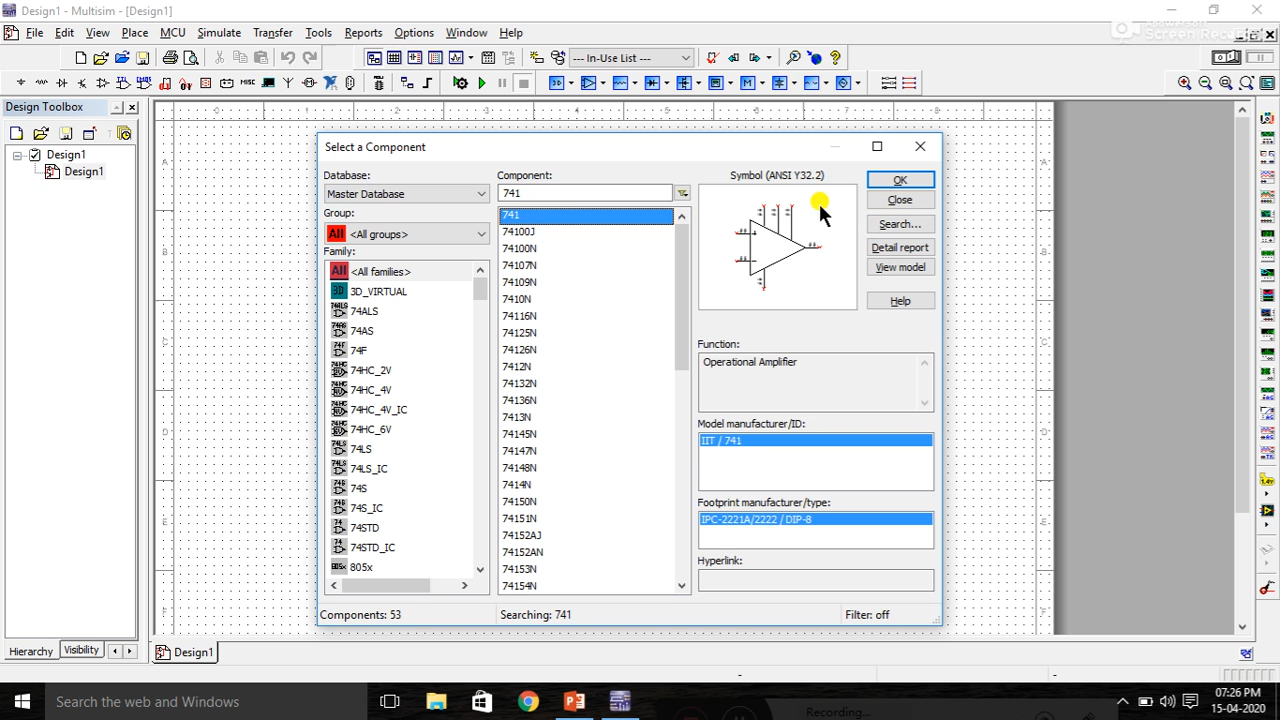 Design1 - Multisim - [Design1]
File Edit View Place MCU Simulate Transfer Tools Reports Options Window Help
Screen Recorder
--- In-Use List ---
Design Toolbox
Design1
Design1
Select a Component
Database:
Master Database
Group:
<All groups>
Family:
<All families>
3D_VIRTUAL
74ALS
74AS
74F
74HC_2V
74HC_4V
74HC_4V_IC
74HC_6V
74LS
74LS_IC
74S
74S_IC
74STD
74STD_IC
805x
Component:
741
741
74100J
74100N
74107N
74109N
7410N
74116N
74125N
74126N
7412N
74132N
74136N
7413N
74145N
74147N
74148N
7414N
74150N
74151N
74152AJ
74152AN
74153N
74154N
Symbol (ANSI Y32.2)
OK
Close
Search...
Detail report
View model
Help
Function:
Operational Amplifier
Model manufacturer/ID:
IIT / 741
Footprint manufacturer/type:
IPC-2221A/2222 / DIP-8
Hyperlink:
Components: 53
Searching: 741
Filter: off
Hierarchy Visibility
Design1
Search the web and Windows
Recording...
07:26 PM
15-04-2020